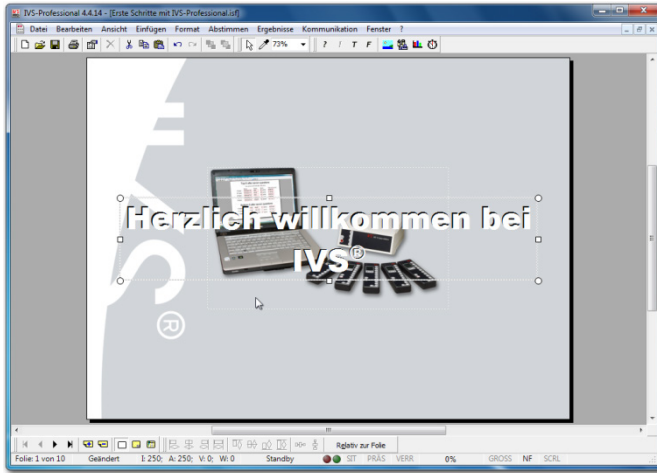 IVS-Professional 4.4.14 - [Erste Schritte mit IVS-Professional.isf]
Datei Bearbeiten Ansicht Einfügen Format Abstimmen Ergebnisse Kommunikation Fenster ?
73% ? ! T F
IVS®
Herzlich willkommen bei
IVS®
Relativ zur Folie
Folie: 1 von 10 Geändert I: 250; A: 250; V: 0; W: 0 Standby SIT PRÄS VERR 0% GROSS NF SCRL